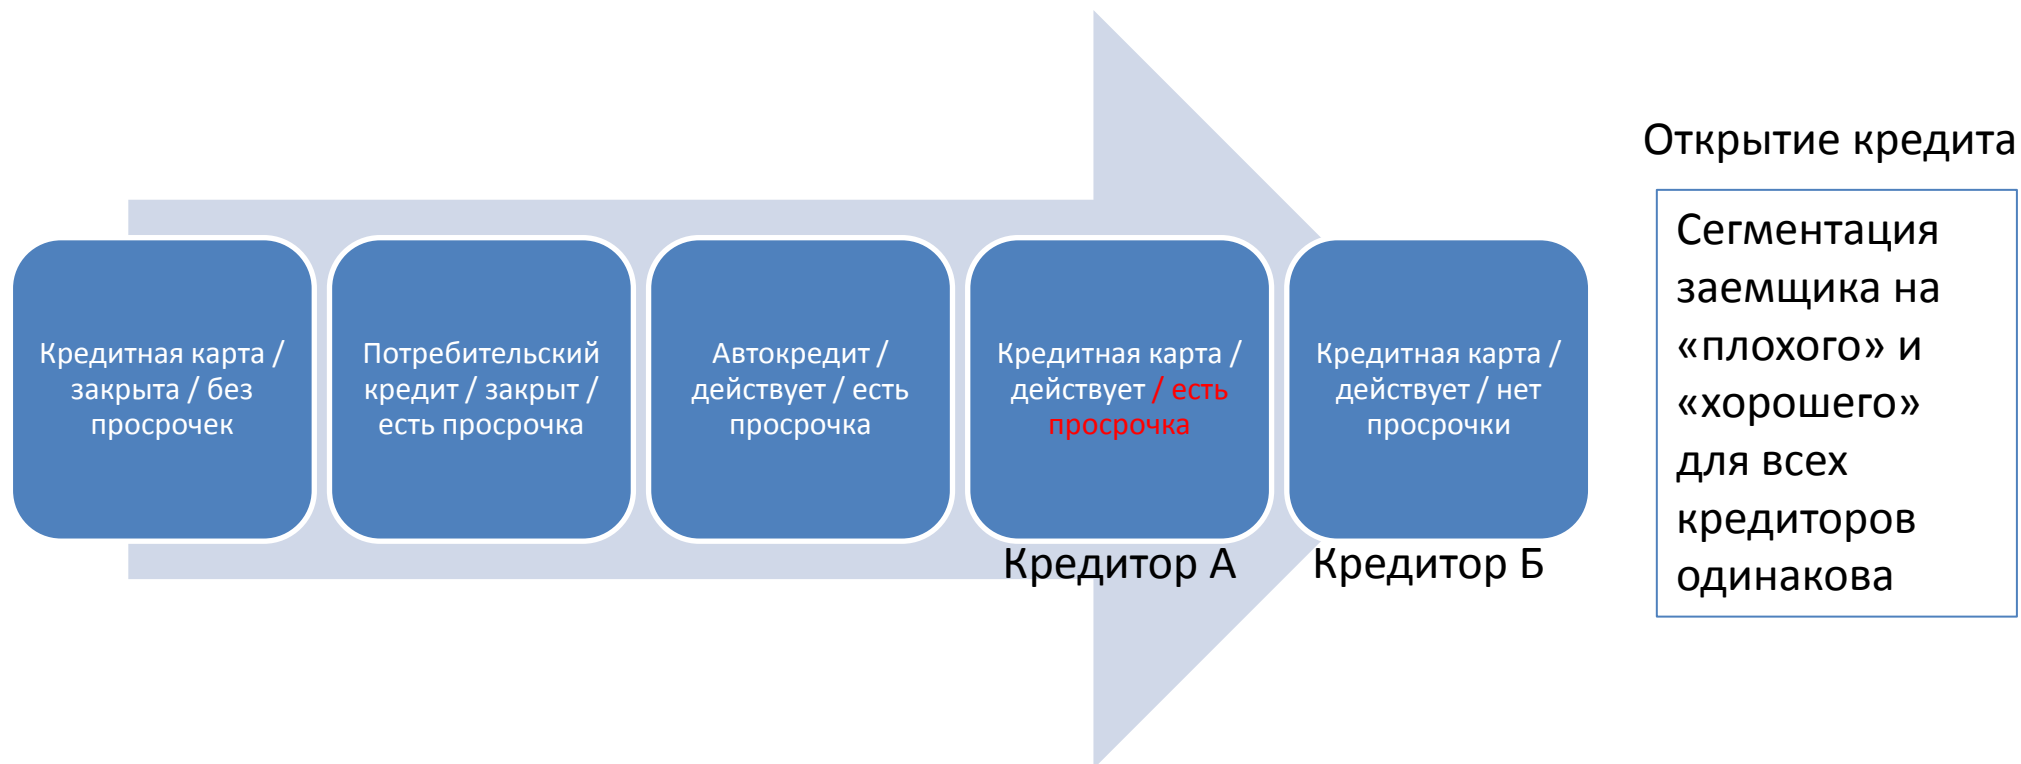 Открытие кредита
Кредитная карта /
закрыта / без
просрочек
Потребительский
кредит / закрыт /
есть просрочка
Автокредит /
действует / есть
просрочка
Кредитная карта /
действует / есть
просрочка
Кредитная карта /
действует / нет
просрочки
Кредитор А
Кредитор Б
Сегментация
заемщика на
«плохого» и
«хорошего»
для всех
кредиторов
одинакова